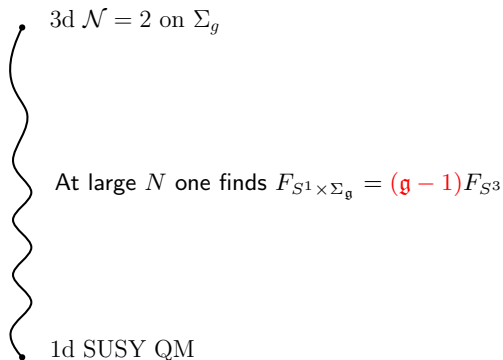 3d $\mathcal{N} = 2$ on $\Sigma_g$
At large $N$ one finds $F_{S^1 \times \Sigma_{\mathfrak{g}}} = (\mathfrak{g} - 1) F_{S^3}$
1d SUSY QM